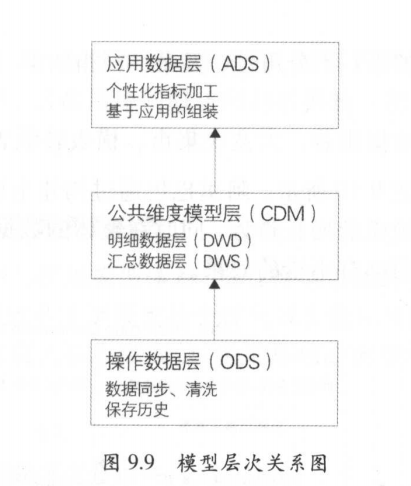 应用数据层（ADS）
个性化指标加工
基于应用的组装
公共维度模型层（CDM）
明细数据层（DWD）
汇总数据层（DWS）
操作数据层（ODS）
数据同步、清洗
保存历史
图 9.9 模型层次关系图